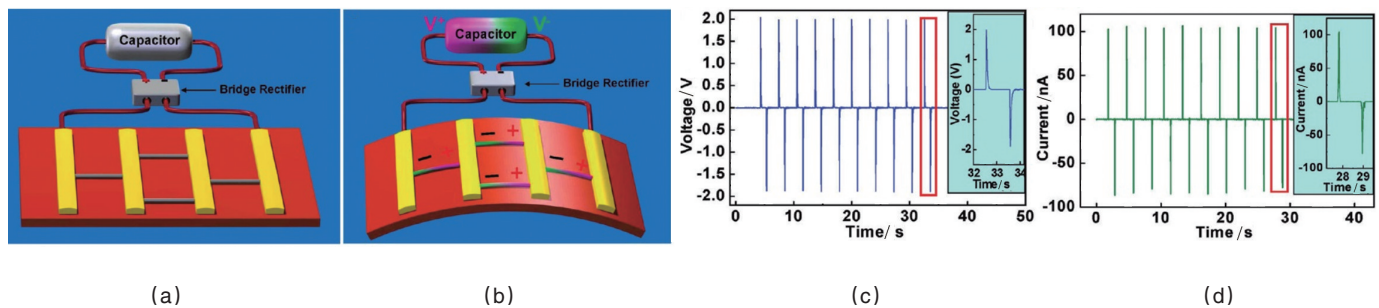 Capacitor
Bridge Rectifier
(a)
V+ V-
Capacitor
Bridge Rectifier
− + − + − + − +
(b)
Voltage/ V
2.0
1.5
1.0
0.5
0.0
-0.5
-1.0
-1.5
-2.0
0 10 20 30 40 50
Time/ s
Voltage (V)
2
1
0
-1
-2
32 33 34
Time/s
(c)
Current /nA
100
50
0
-50
-100
0 10 20 30 40
Time/ s
Current/ nA
100
50
0
-50
-100
28 29
Time/s
(d)